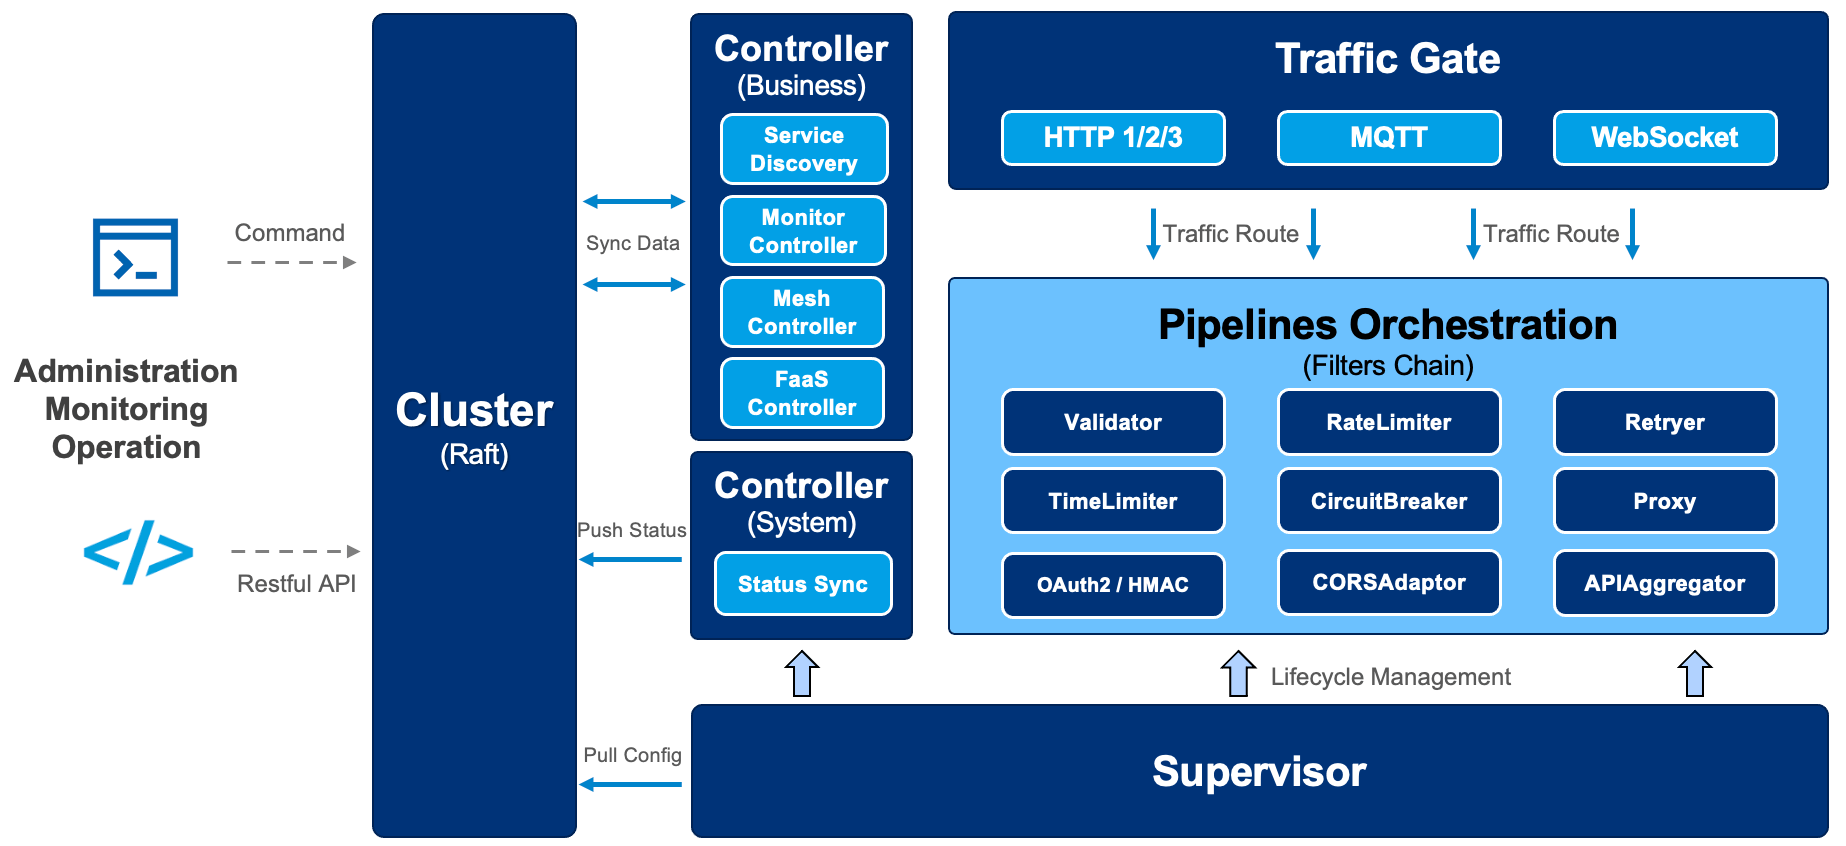 Command
Administration
Monitoring
Operation
Restful API
Cluster
(Raft)
Sync Data
Push Status
Pull Config
Controller
(Business)
Service
Discovery
Monitor
Controller
Mesh
Controller
FaaS
Controller
Controller
(System)
Status Sync
Traffic Gate
HTTP 1/2/3
MQTT
WebSocket
Traffic Route
Traffic Route
Pipelines Orchestration
(Filters Chain)
Validator
RateLimiter
Retryer
TimeLimiter
CircuitBreaker
Proxy
OAuth2 / HMAC
CORSAdaptor
APIAggregator
Lifecycle Management
Supervisor